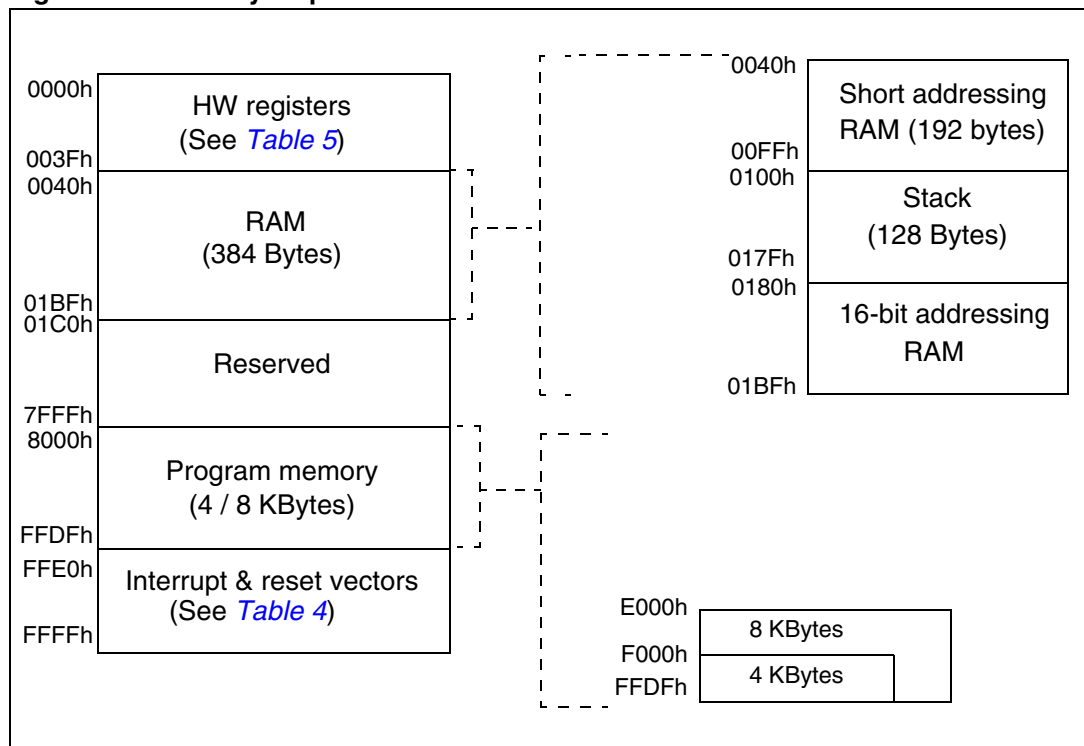 0000h
HW registers
(See Table 5)
003Fh
0040h
RAM
(384 Bytes)
01BFh
01C0h
Reserved
7FFFh
8000h
Program memory
(4 / 8 KBytes)
FFDFh
FFE0h
Interrupt & reset vectors
(See Table 4)
FFFFh
0040h
Short addressing
RAM (192 bytes)
00FFh
0100h
Stack
(128 Bytes)
017Fh
0180h
16-bit addressing
RAM
01BFh
E000h
8 KBytes
F000h
4 KBytes
FFDFh